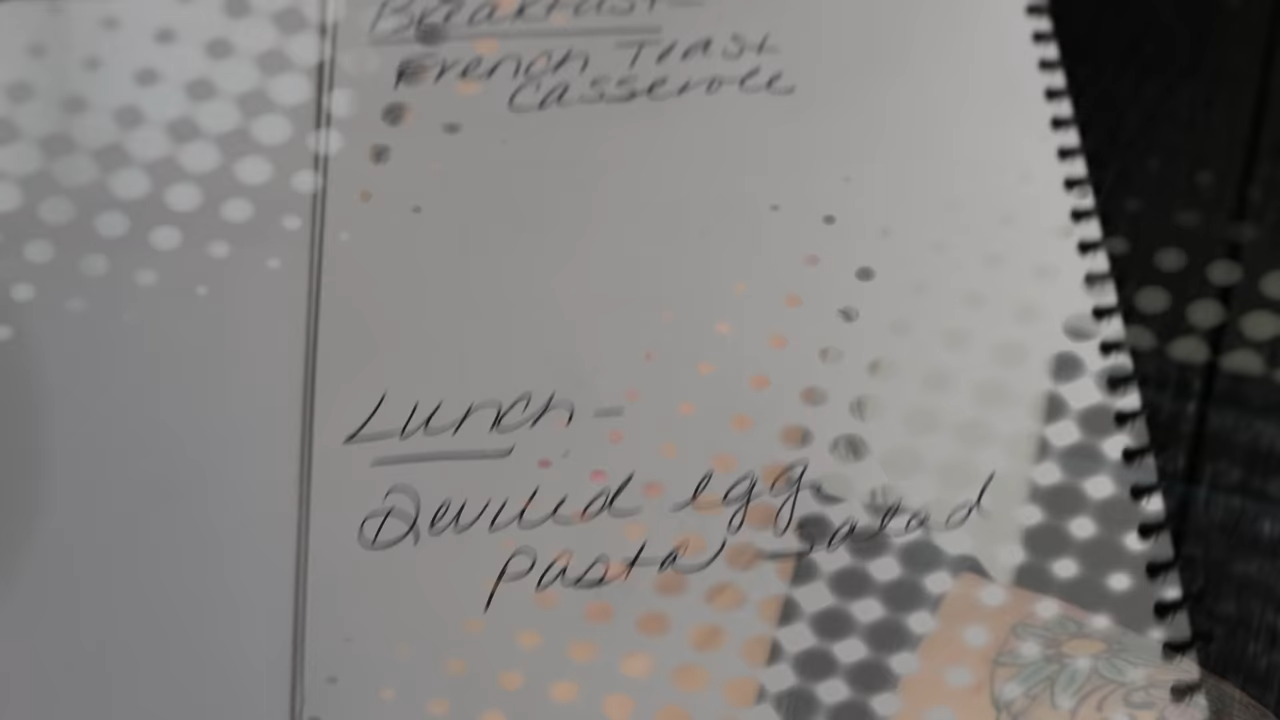 Breakfast-
French Toast
Casserole
Lunch-
Deviled egg
pasta salad